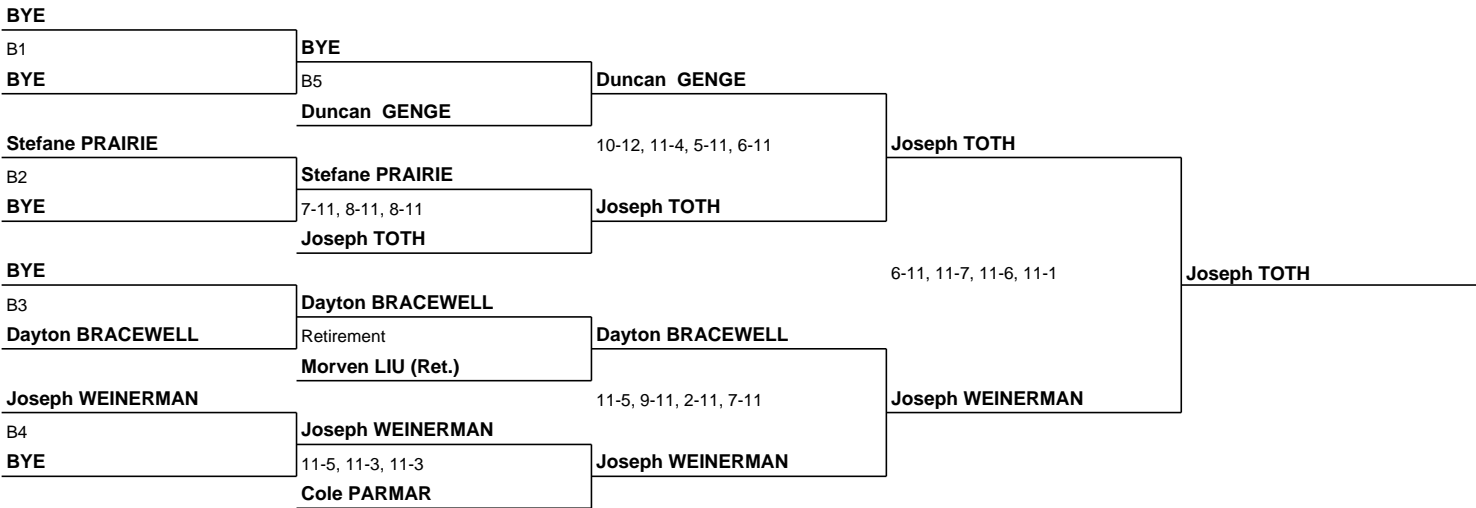 BYE
B1
BYE
BYE
B5
Duncan GENGE
Duncan GENGE
Stefane PRAIRIE
10-12, 11-4, 5-11, 6-11
Joseph TOTH
B2
Stefane PRAIRIE
BYE
7-11, 8-11, 8-11
Joseph TOTH
Joseph TOTH
BYE
6-11, 11-7, 11-6, 11-1
Joseph TOTH
B3
Dayton BRACEWELL
Dayton BRACEWELL
Retirement
Dayton BRACEWELL
Morven LIU (Ret.)
Joseph WEINERMAN
11-5, 9-11, 2-11, 7-11
Joseph WEINERMAN
B4
Joseph WEINERMAN
BYE
11-5, 11-3, 11-3
Joseph WEINERMAN
Cole PARMAR